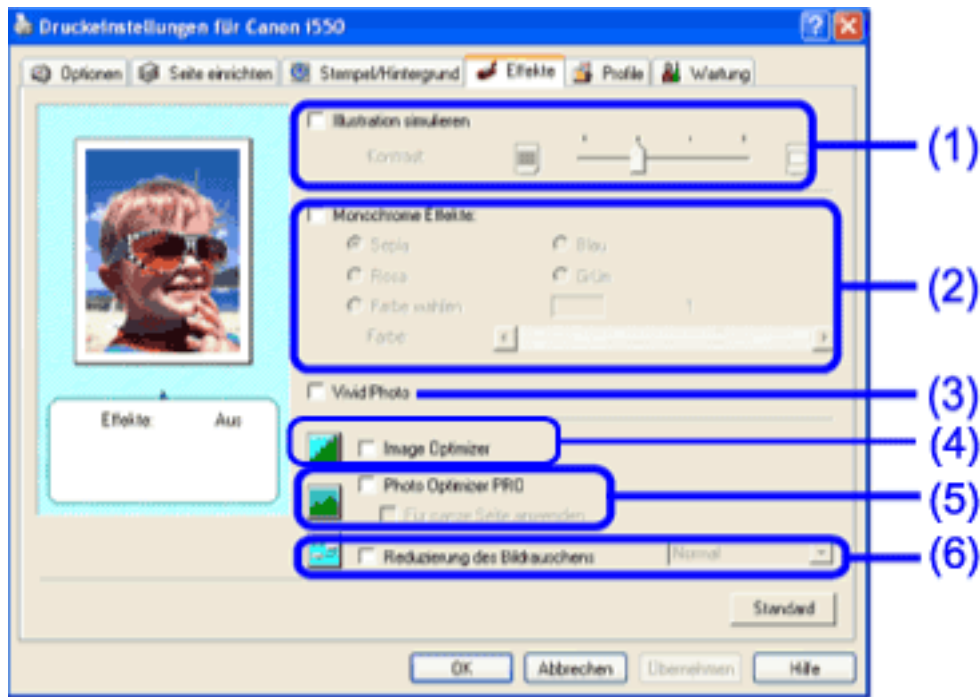 Druckeinstellungen für Canon i550
Optionen Seite einrichten Stempel/Hintergrund Effekte Profile Wartung
Illustration simulieren
Kontrast:
(1)
Monochrome Effekte:
Sepia Blau
Rosa Grün
Farbe wählen 1
Farbe:
(2)
Vivid Photo
(3)
Effekte: Aus
Image Optimizer
(4)
Photo Optimizer PRO
Für ganze Seite anwenden
(5)
Reduzierung des Bildrauschens Normal
(6)
Standard
OK Abbrechen Übernehmen Hilfe